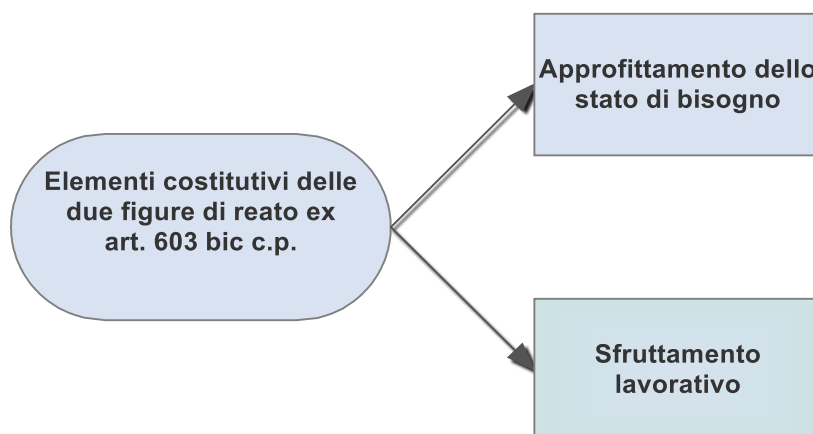 Approfittamento dello
stato di bisogno
Elementi costitutivi delle
due figure di reato ex
art. 603 bic c.p.
Sfruttamento
lavorativo